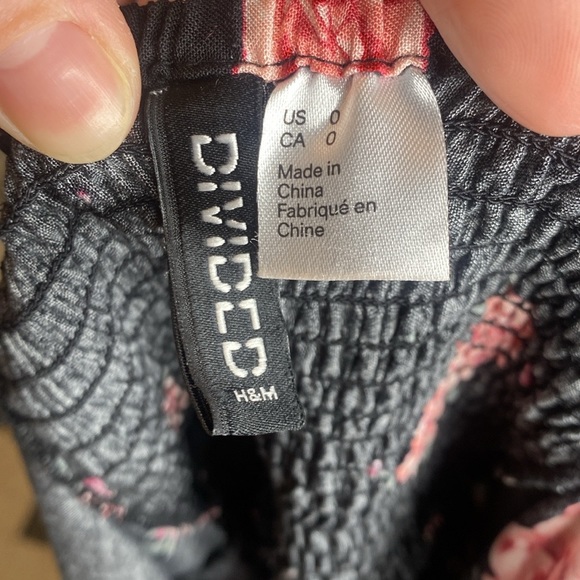 DIVIDED
H&M
US 0
CA 0
Made in
China
Fabriqué en
Chine